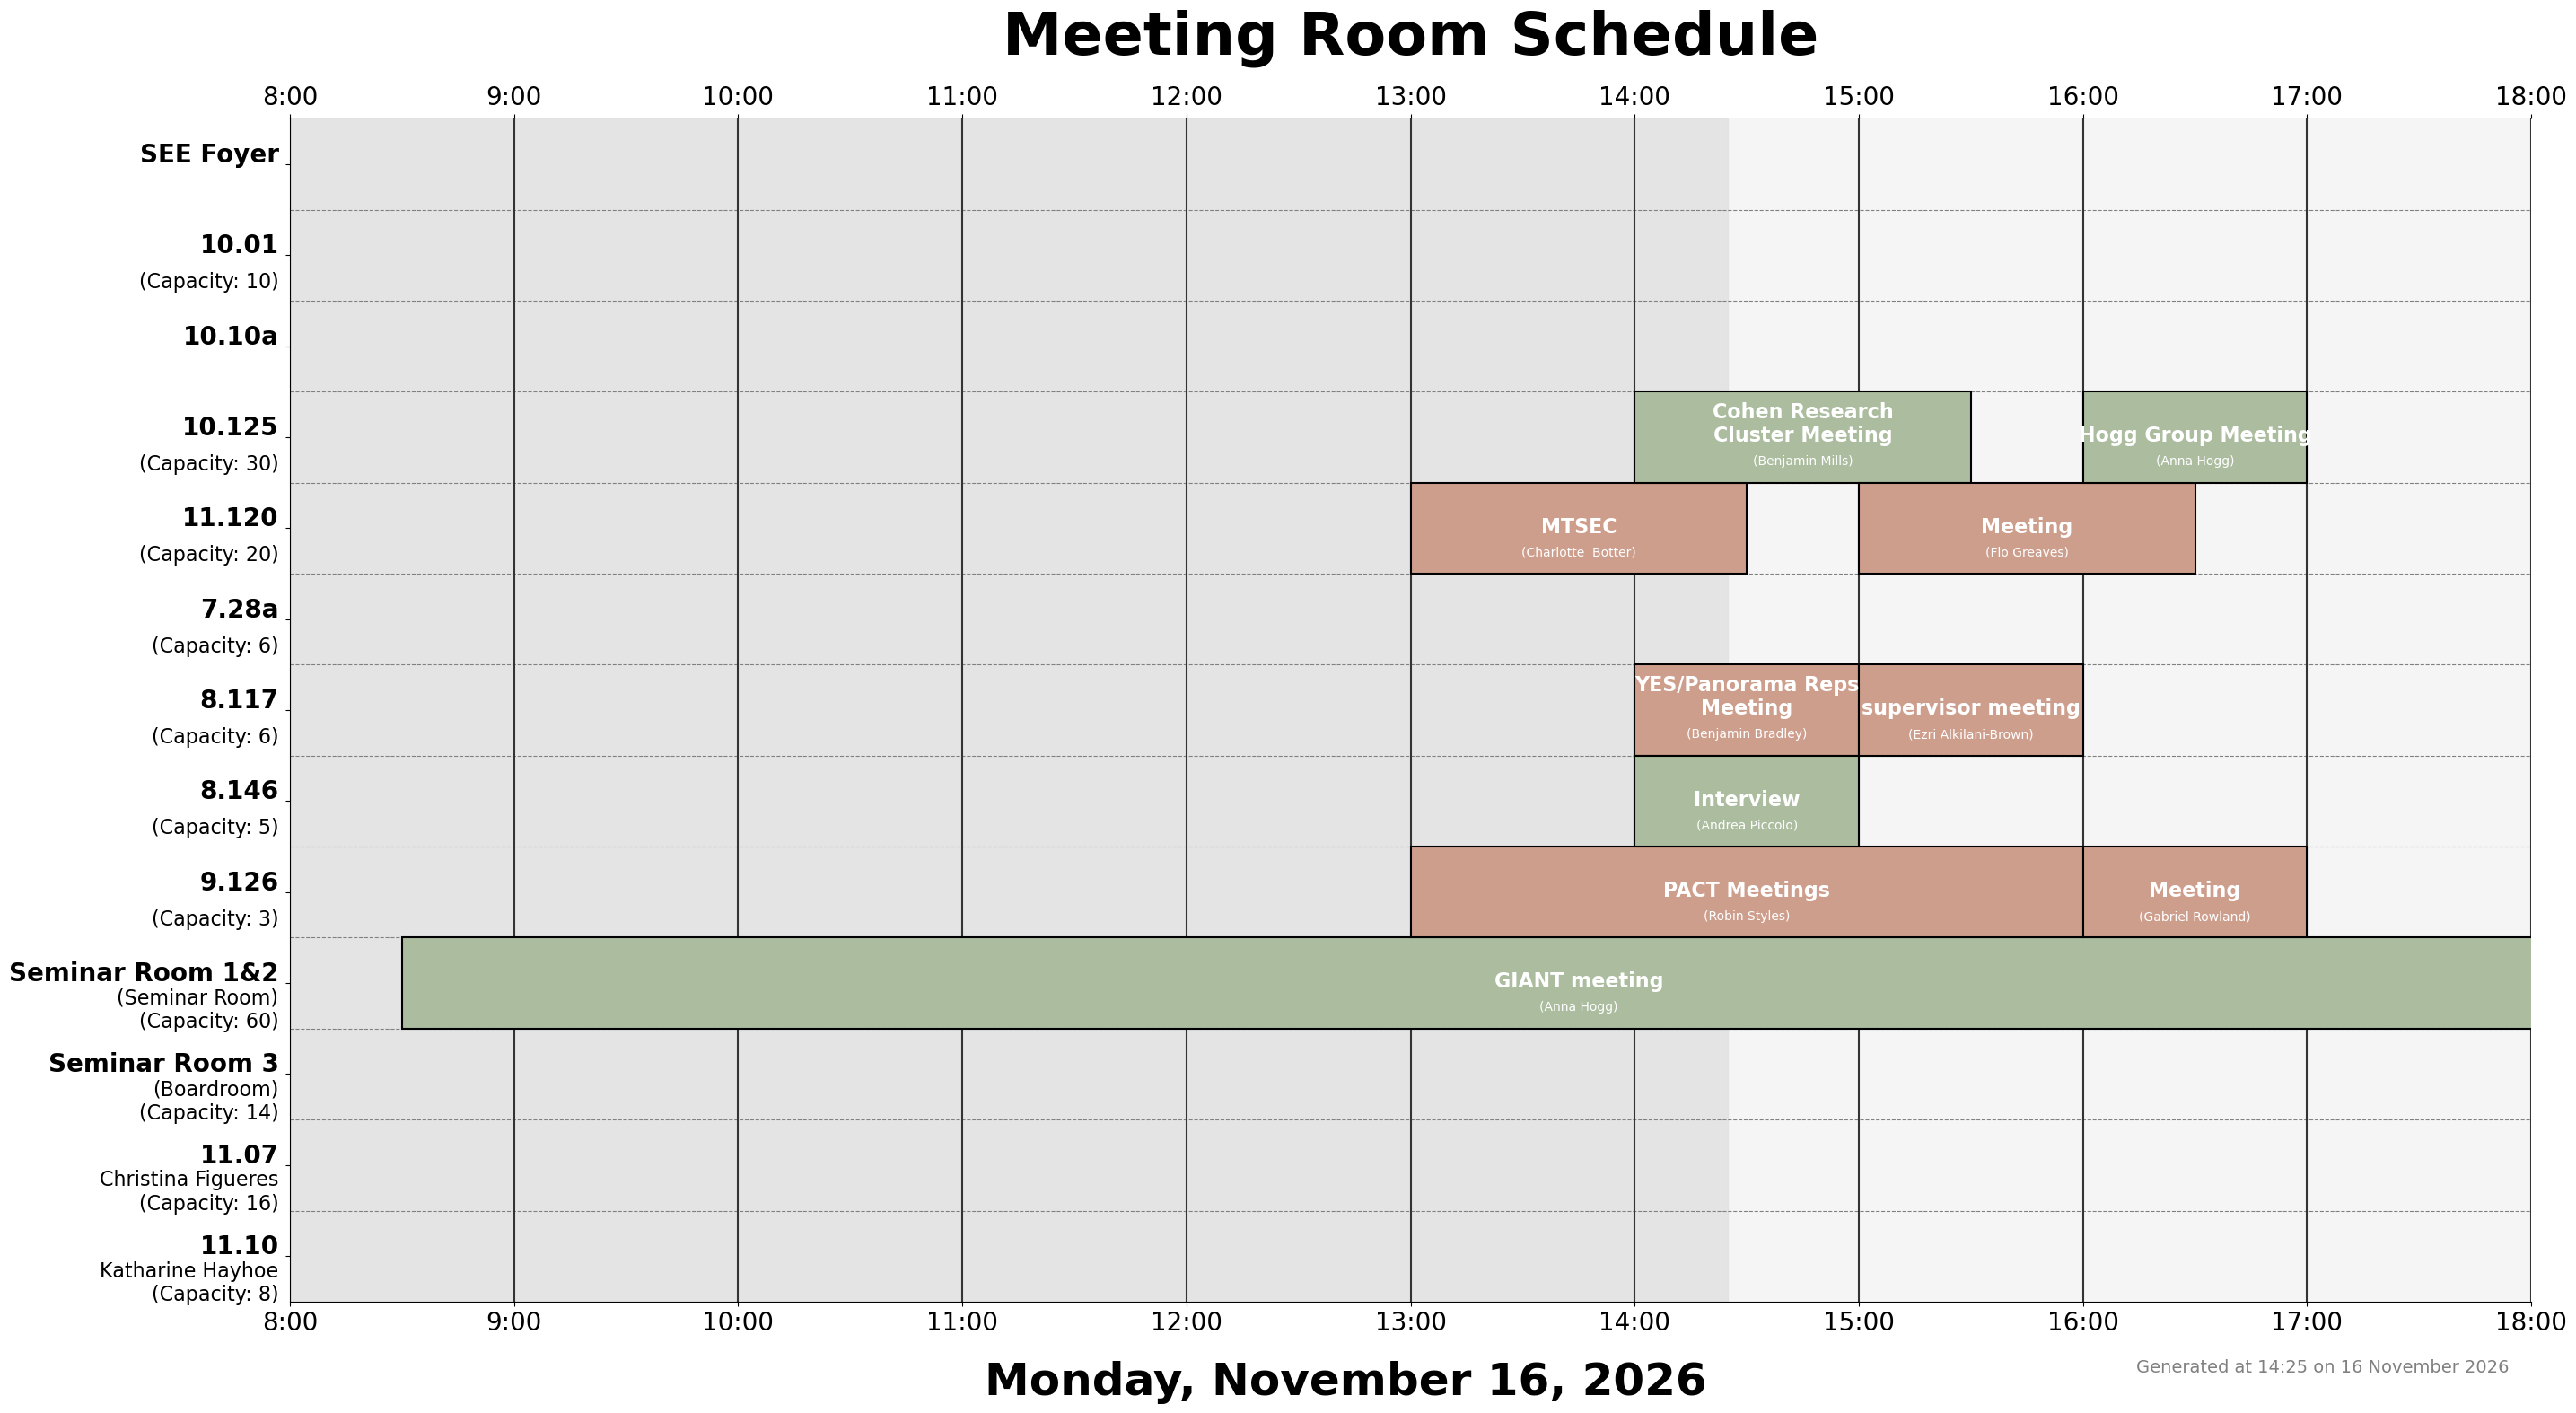 Meeting Room Schedule
8:00 9:00 10:00 11:00 12:00 13:00 14:00 15:00 16:00 17:00 18:00
SEE Foyer
10.01
(Capacity: 10)
10.10a
10.125
(Capacity: 30)
Cohen Research
Cluster Meeting
(Benjamin Mills)
Hogg Group Meeting
(Anna Hogg)
11.120
(Capacity: 20)
MTSEC
(Charlotte  Botter)
Meeting
(Flo Greaves)
7.28a
(Capacity: 6)
8.117
(Capacity: 6)
YES/Panorama Reps
Meeting
(Benjamin Bradley)
supervisor meeting
(Ezri Alkilani-Brown)
8.146
(Capacity: 5)
Interview
(Andrea Piccolo)
9.126
(Capacity: 3)
PACT Meetings
(Robin Styles)
Meeting
(Gabriel Rowland)
Seminar Room 1&2
(Seminar Room)
(Capacity: 60)
GIANT meeting
(Anna Hogg)
Seminar Room 3
(Boardroom)
(Capacity: 14)
11.07
Christina Figueres
(Capacity: 16)
11.10
Katharine Hayhoe
(Capacity: 8)
8:00 9:00 10:00 11:00 12:00 13:00 14:00 15:00 16:00 17:00 18:00
Monday, November 16, 2026
Generated at 14:25 on 16 November 2026